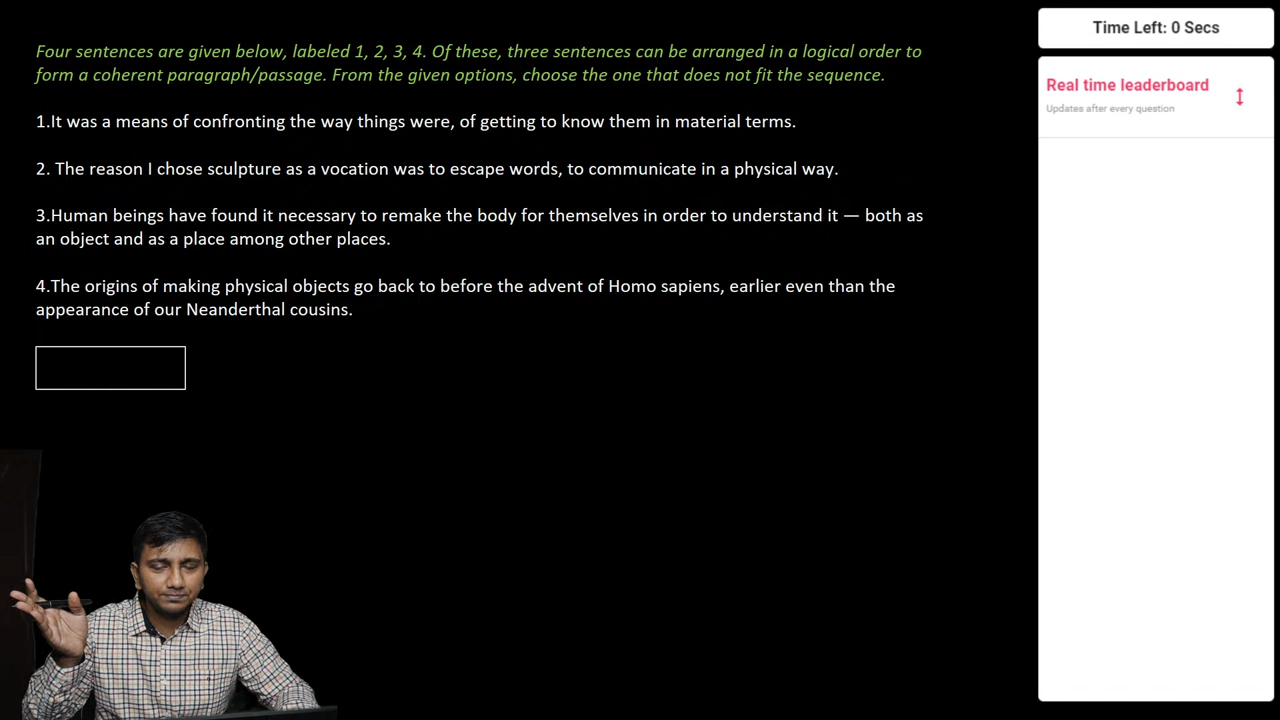 Four sentences are given below, labeled 1, 2, 3, 4. Of these, three sentences can be arranged in a logical order to
form a coherent paragraph/passage. From the given options, choose the one that does not fit the sequence.
1.It was a means of confronting the way things were, of getting to know them in material terms.
2. The reason I chose sculpture as a vocation was to escape words, to communicate in a physical way.
3.Human beings have found it necessary to remake the body for themselves in order to understand it — both as
an object and as a place among other places.
4.The origins of making physical objects go back to before the advent of Homo sapiens, earlier even than the
appearance of our Neanderthal cousins.
Time Left: 0 Secs
Real time leaderboard
Updates after every question